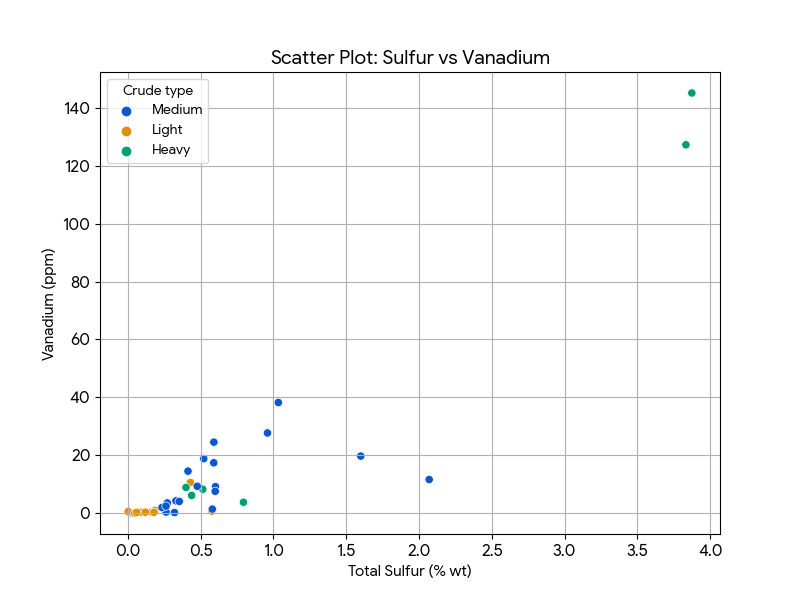 Scatter Plot: Sulfur vs Vanadium
Crude type
Medium
Light
Heavy
140
120
100
80
60
40
20
0
Vanadium (ppm)
0.0 0.5 1.0 1.5 2.0 2.5 3.0 3.5 4.0
Total Sulfur (% wt)